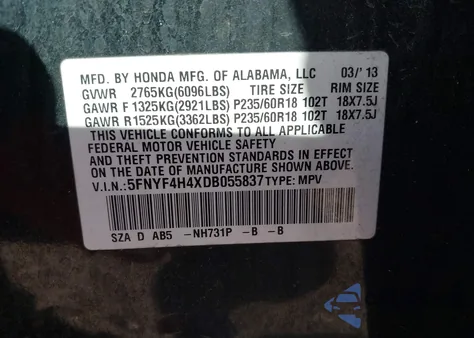 MFD. BY HONDA MFG. OF ALABAMA, LLC 03/'13
GVWR 2765KG(6096LBS) TIRE SIZE RIM SIZE
GAWR F 1325KG(2921LBS) P235/60R18 102T 18X7.5J
GAWR R1525KG(3362LBS) P235/60R18 102T 18X7.5J
THIS VEHICLE CONFORMS TO ALL APPLICABLE
FEDERAL MOTOR VEHICLE SAFETY
AND THEFT PREVENTION STANDARDS IN EFFECT
ON THE DATE OF MANUFACTURE SHOWN ABOVE.
V.I.N.:5FNYF4H4XDB055837 TYPE: MPV
SZA D AB5 -NH731P -B -B